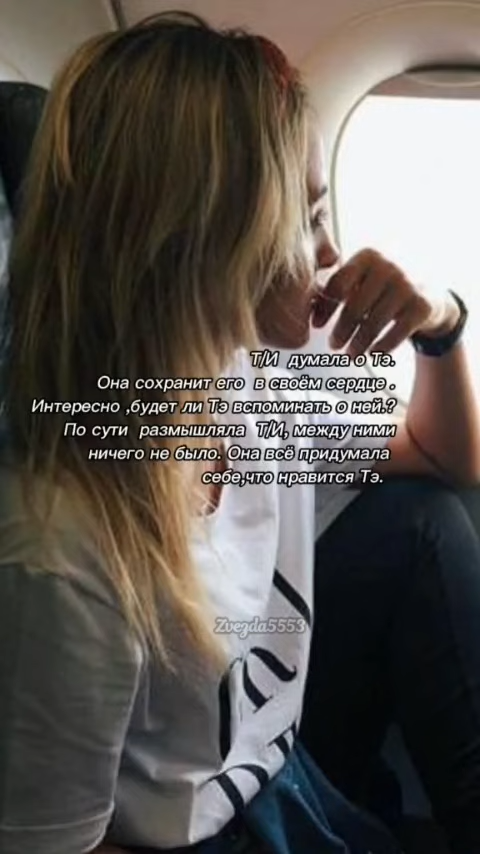 Т/И думала о Тэ.
Она сохранит его в своём сердце .
Интересно ,будет ли Тэ вспоминать о ней.?
По сути размышляла Т/И, между ними
ничего не было. Она всё придумала
себе,что нравится Тэ.
Zvezda5553